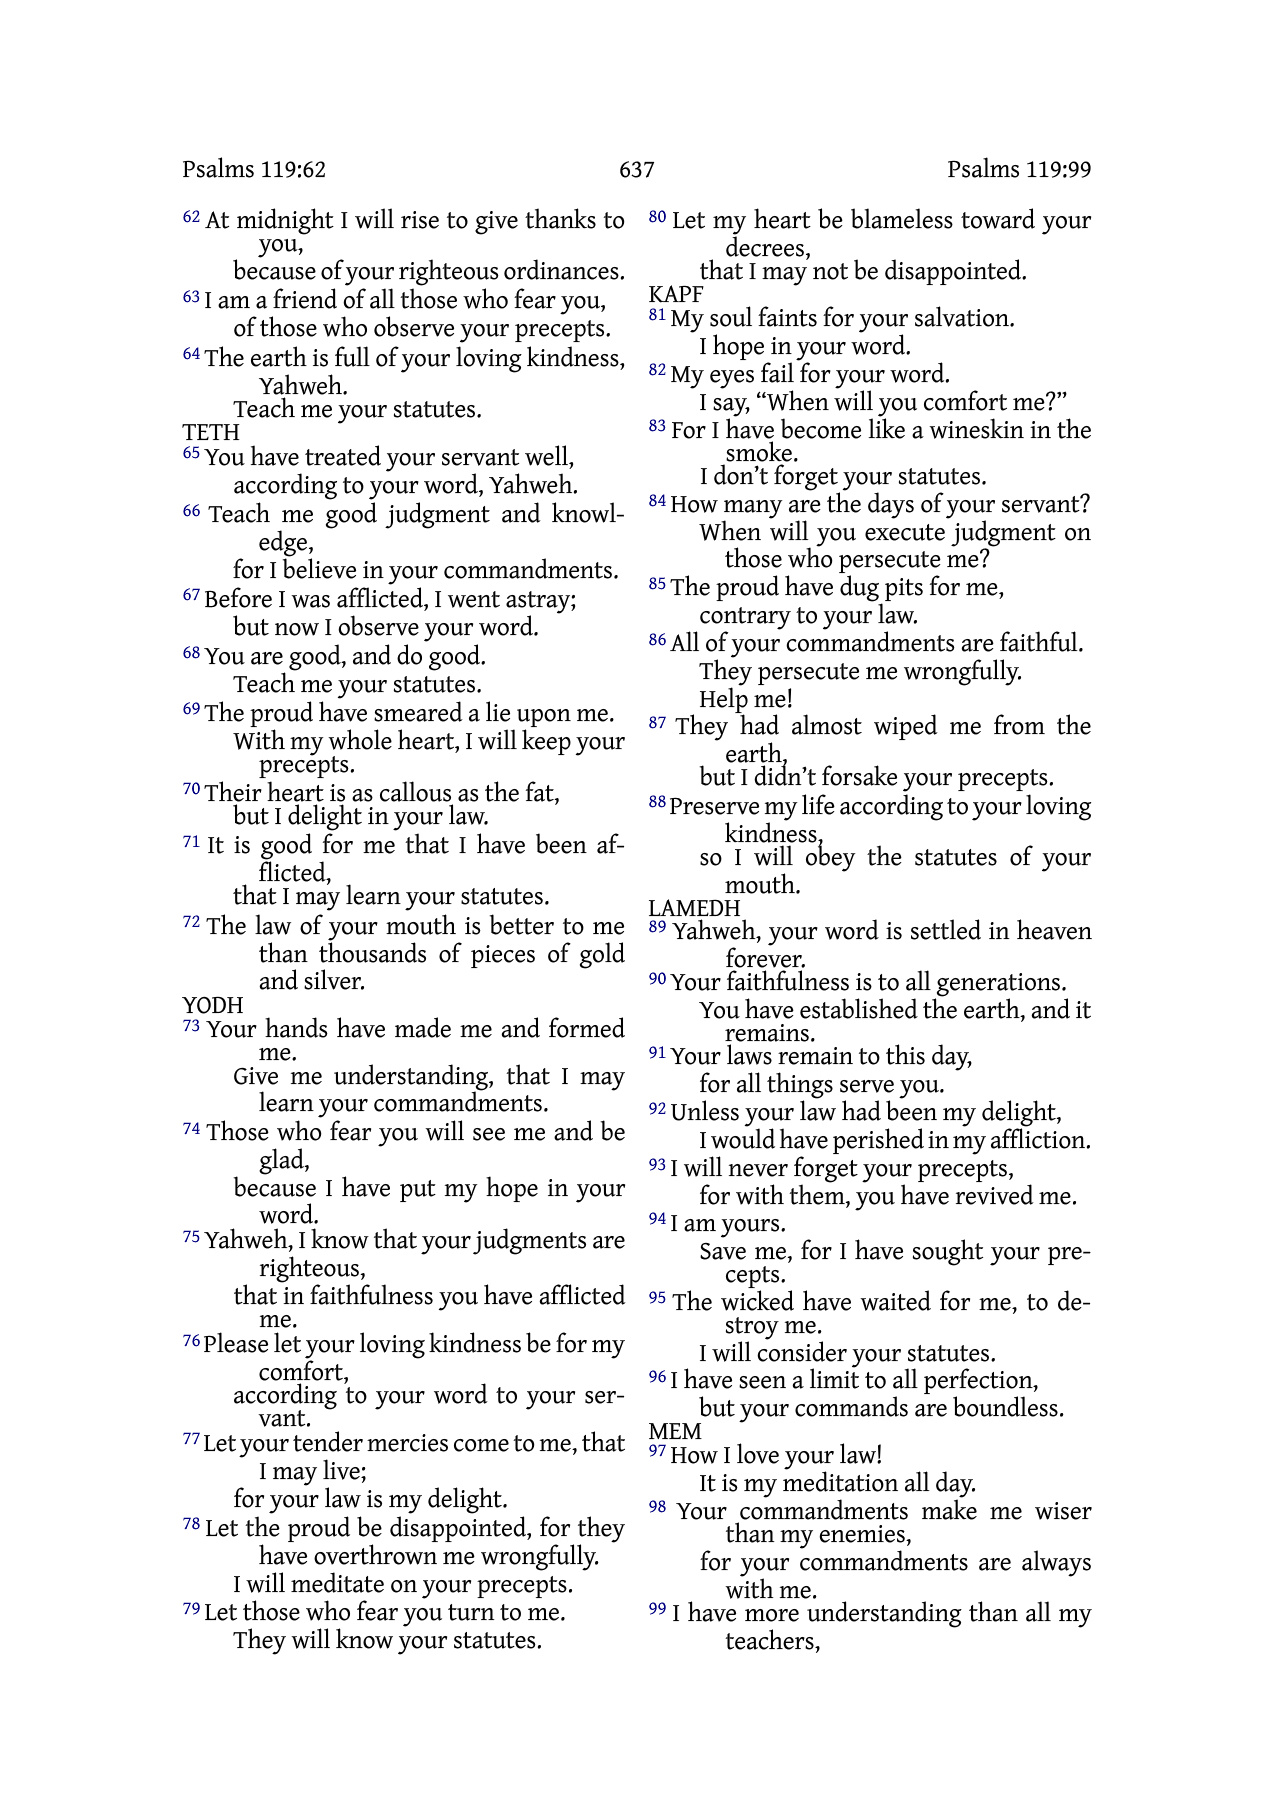 Psalms 119:62 637 Psalms 119:99
62 At midnight I will rise to give thanks to
you,
because of your righteous ordinances.
63 I am a friend of all those who fear you,
of those who observe your precepts.
64 The earth is full of your loving kindness,
Yahweh.
Teach me your statutes.
TETH
65 You have treated your servant well,
according to your word, Yahweh.
66 Teach me good judgment and knowl-
edge,
for I believe in your commandments.
67 Before I was afflicted, I went astray;
but now I observe your word.
68 You are good, and do good.
Teach me your statutes.
69 The proud have smeared a lie upon me.
With my whole heart, I will keep your
precepts.
70 Their heart is as callous as the fat,
but I delight in your law.
71 It is good for me that I have been af-
flicted,
that I may learn your statutes.
72 The law of your mouth is better to me
than thousands of pieces of gold
and silver.
YODH
73 Your hands have made me and formed
me.
Give me understanding, that I may
learn your commandments.
74 Those who fear you will see me and be
glad,
because I have put my hope in your
word.
75 Yahweh, I know that your judgments are
righteous,
that in faithfulness you have afflicted
me.
76 Please let your loving kindness be for my
comfort,
according to your word to your ser-
vant.
77 Let your tender mercies come to me, that
I may live;
for your law is my delight.
78 Let the proud be disappointed, for they
have overthrown me wrongfully.
I will meditate on your precepts.
79 Let those who fear you turn to me.
They will know your statutes.
80 Let my heart be blameless toward your
decrees,
that I may not be disappointed.
KAPF
81 My soul faints for your salvation.
I hope in your word.
82 My eyes fail for your word.
I say, “When will you comfort me?”
83 For I have become like a wineskin in the
smoke.
I don’t forget your statutes.
84 How many are the days of your servant?
When will you execute judgment on
those who persecute me?
85 The proud have dug pits for me,
contrary to your law.
86 All of your commandments are faithful.
They persecute me wrongfully.
Help me!
87 They had almost wiped me from the
earth,
but I didn’t forsake your precepts.
88 Preserve my life according to your loving
kindness,
so I will obey the statutes of your
mouth.
LAMEDH
89 Yahweh, your word is settled in heaven
forever.
90 Your faithfulness is to all generations.
You have established the earth, and it
remains.
91 Your laws remain to this day,
for all things serve you.
92 Unless your law had been my delight,
I would have perished in my affliction.
93 I will never forget your precepts,
for with them, you have revived me.
94 I am yours.
Save me, for I have sought your pre-
cepts.
95 The wicked have waited for me, to de-
stroy me.
I will consider your statutes.
96 I have seen a limit to all perfection,
but your commands are boundless.
MEM
97 How I love your law!
It is my meditation all day.
98 Your commandments make me wiser
than my enemies,
for your commandments are always
with me.
99 I have more understanding than all my
teachers,